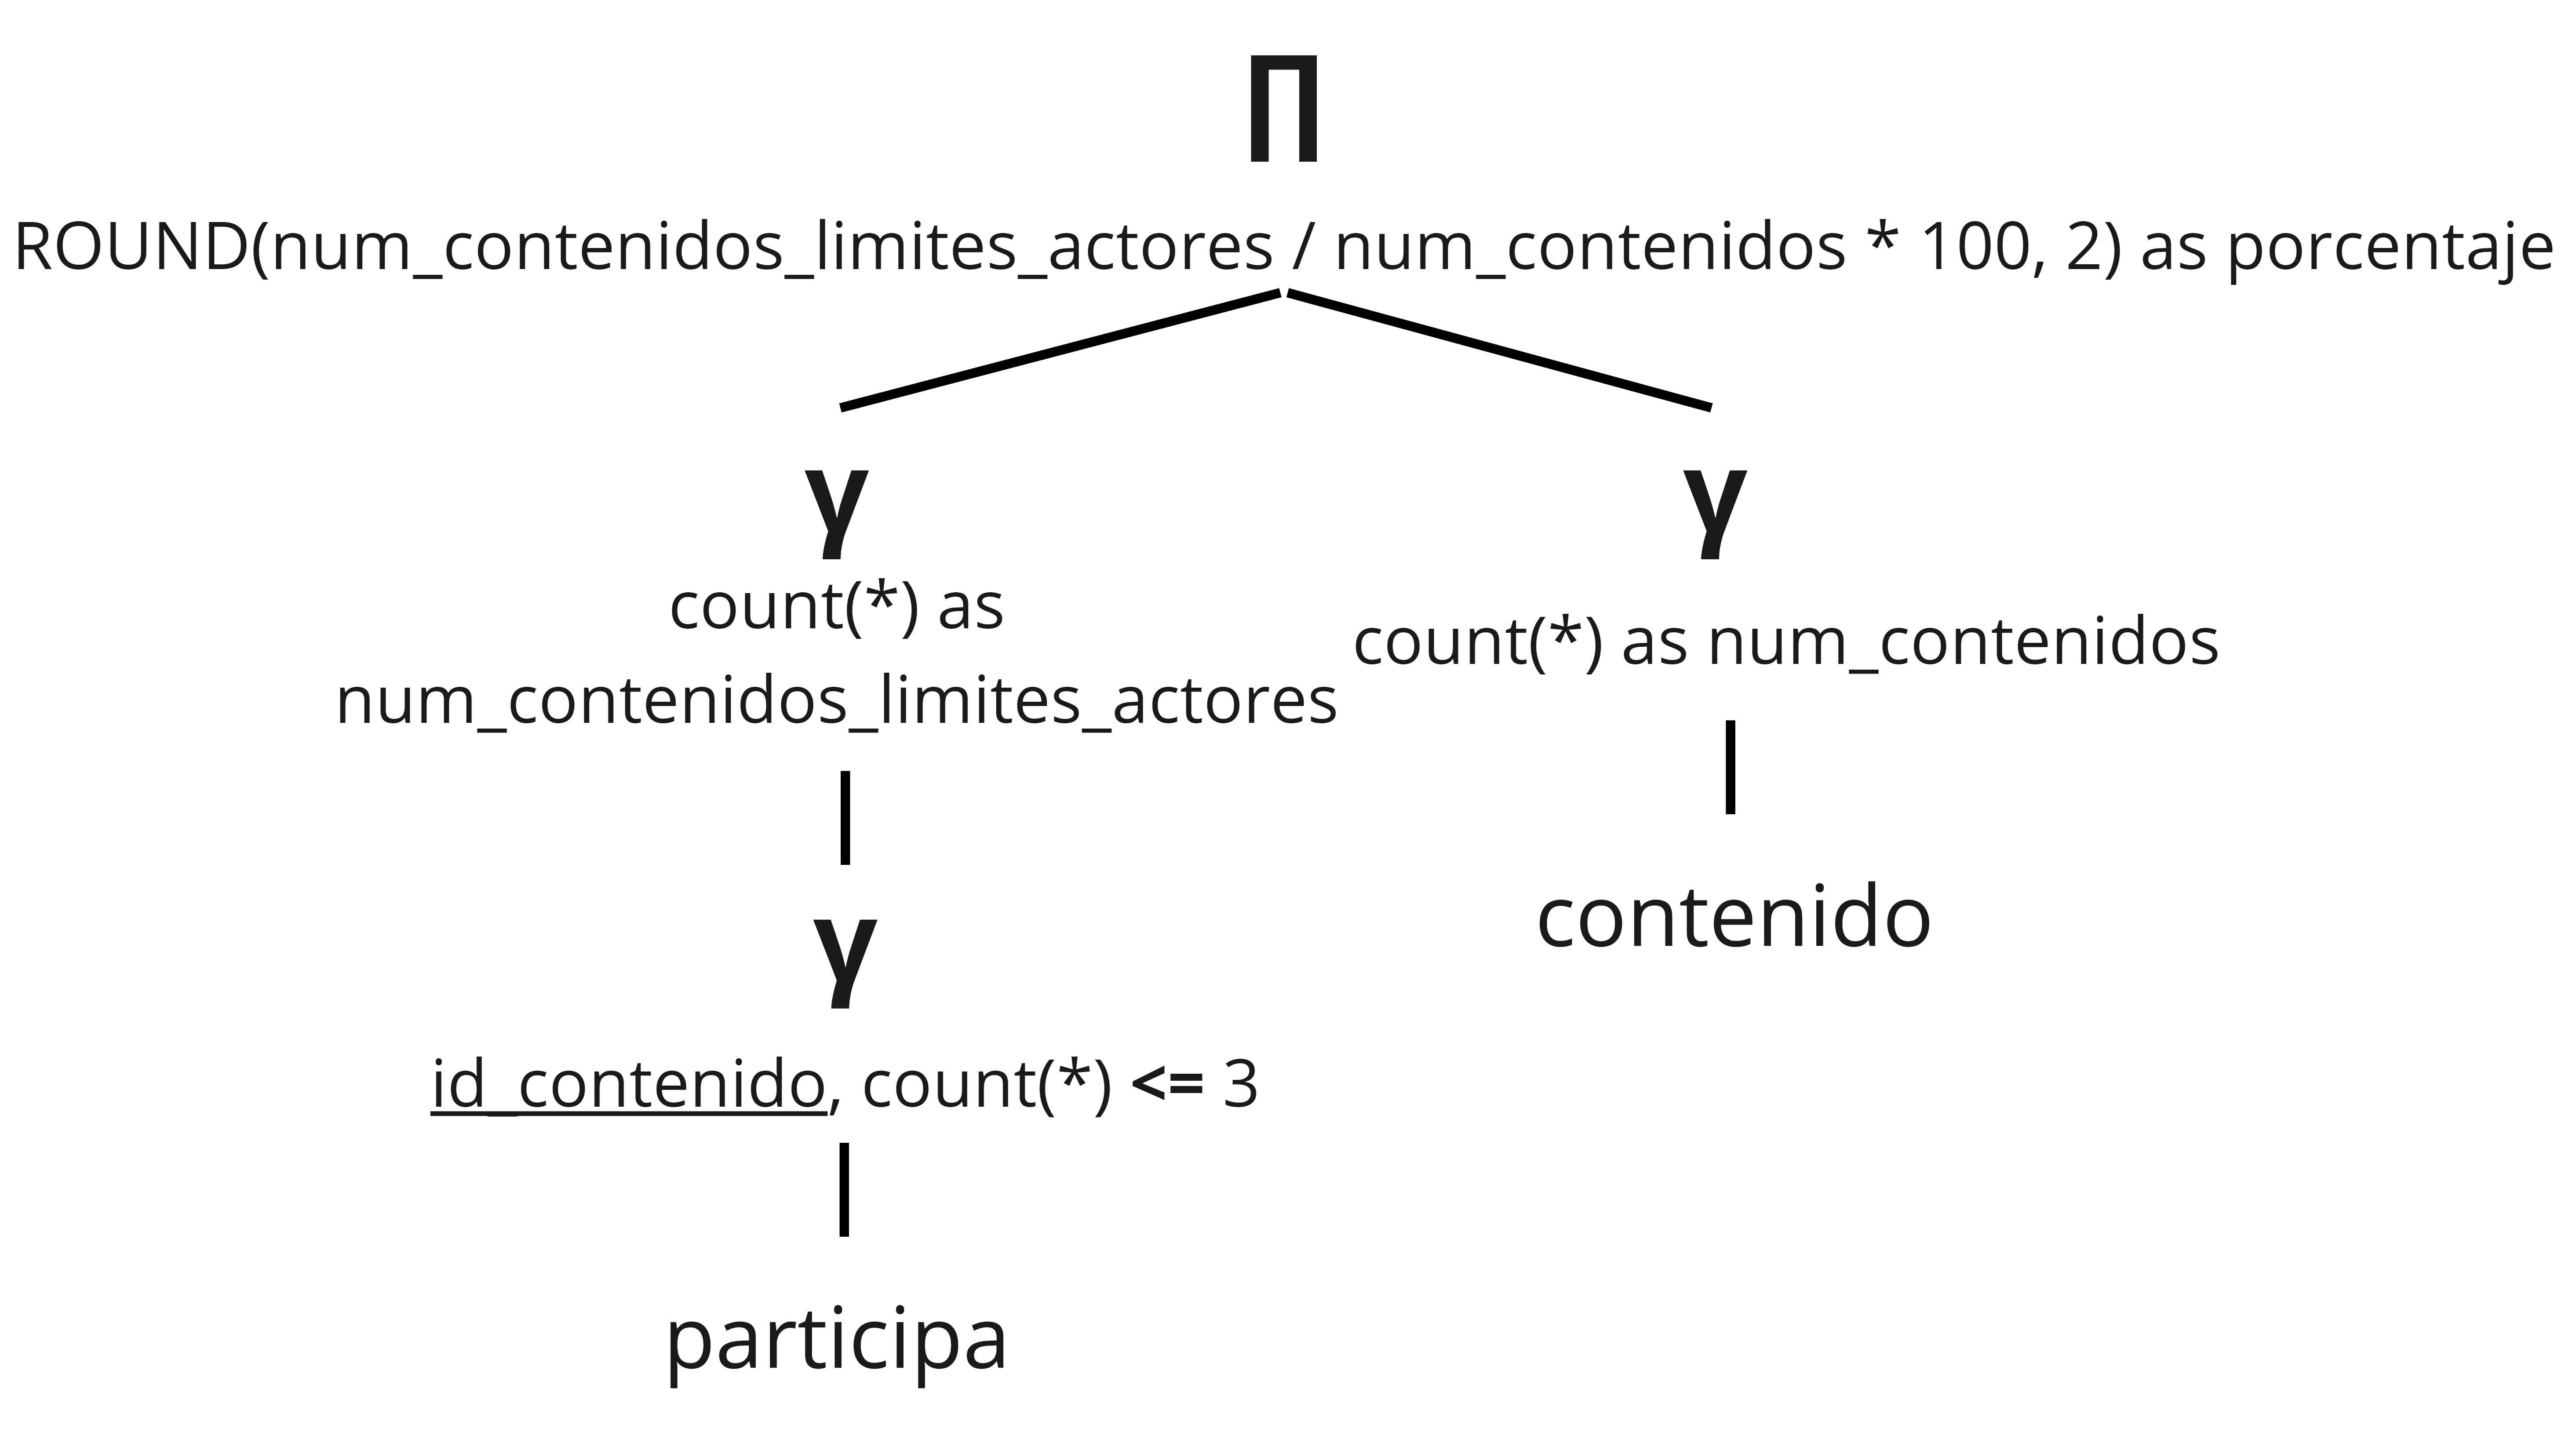 Π
ROUND(num_contenidos_limites_actores / num_contenidos * 100, 2) as porcentaje
γ
count(*) as
num_contenidos_limites_actores
γ
count(*) as num_contenidos
contenido
γ
id_contenido, count(*) <= 3
participa